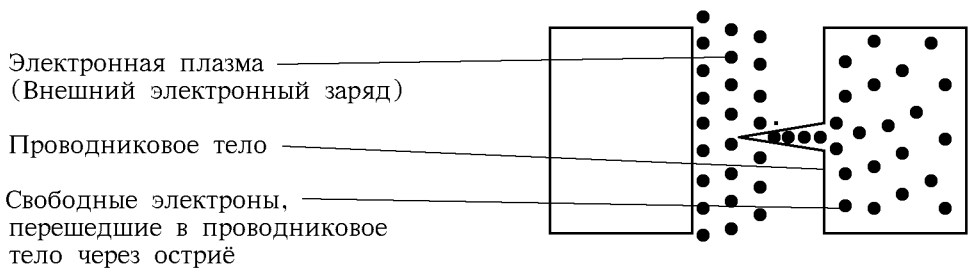 Электронная плазма
(Внешний электронный заряд)
Проводниковое тело
Свободные электроны,
перешедшие в проводниковое
тело через остриё